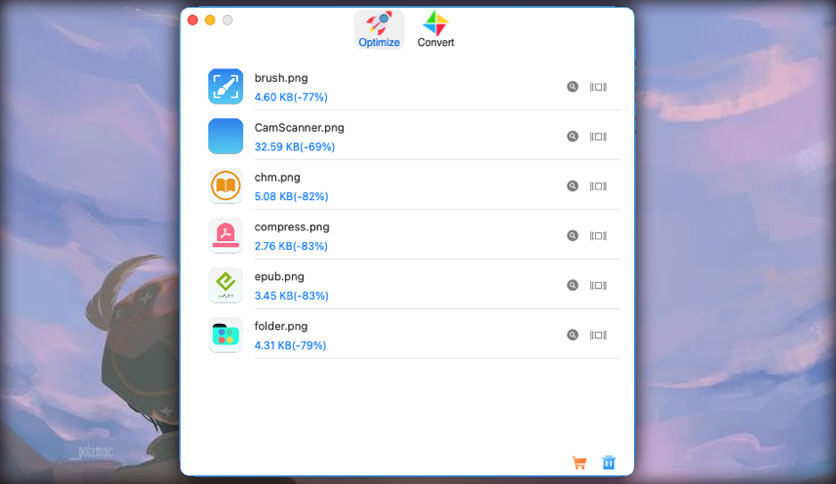 Optimize
Convert
brush.png
4.60 KB(-77%)
CamScanner.png
32.59 KB(-69%)
chm.png
5.08 KB(-82%)
compress.png
2.76 KB(-83%)
epub.png
3.45 KB(-83%)
folder.png
4.31 KB(-79%)
__polamac